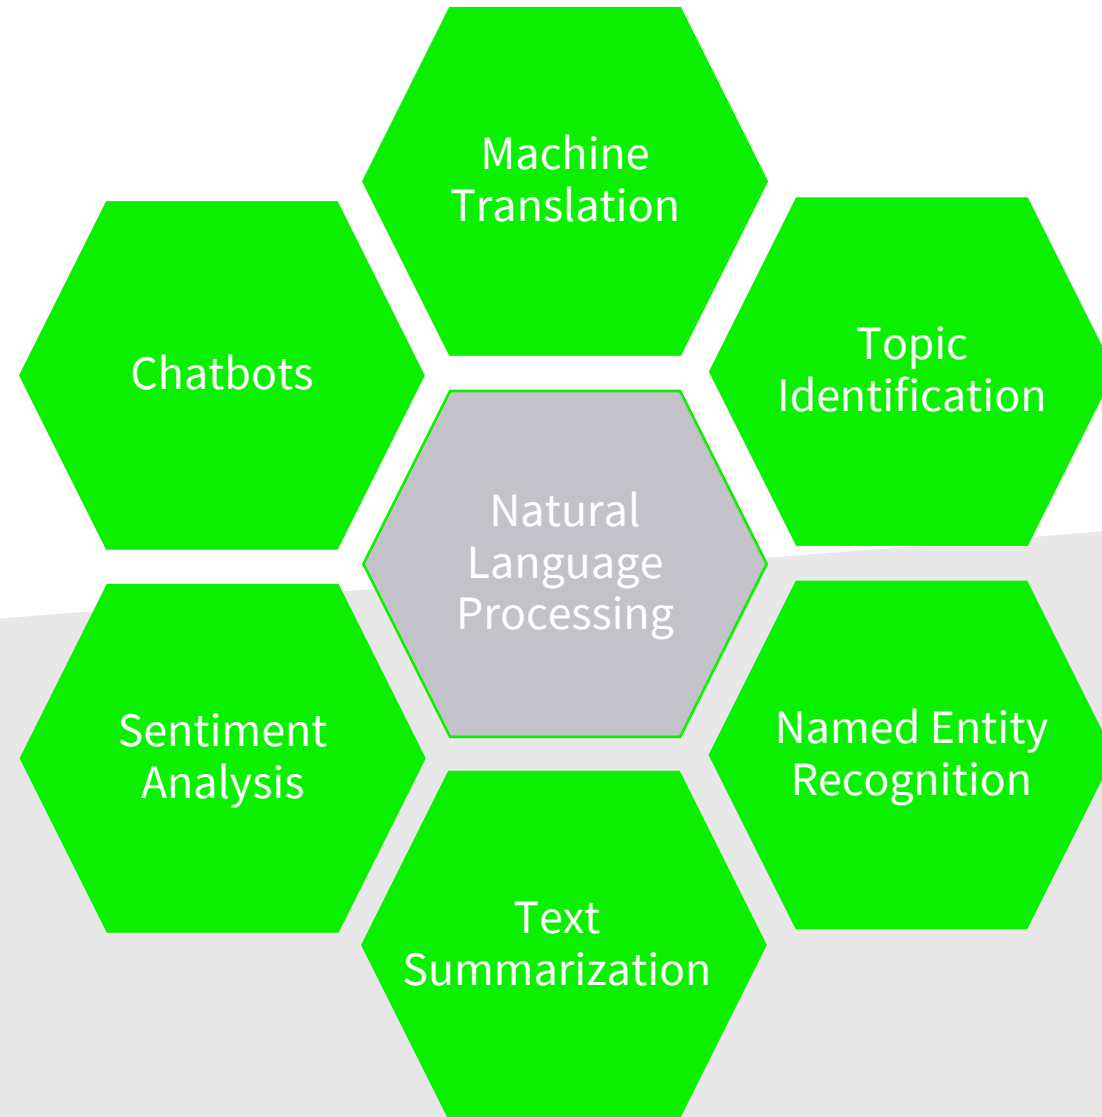 Machine
Translation
Chatbots
Topic
Identification
Natural
Language
Processing
Sentiment
Analysis
Named Entity
Recognition
Text
Summarization